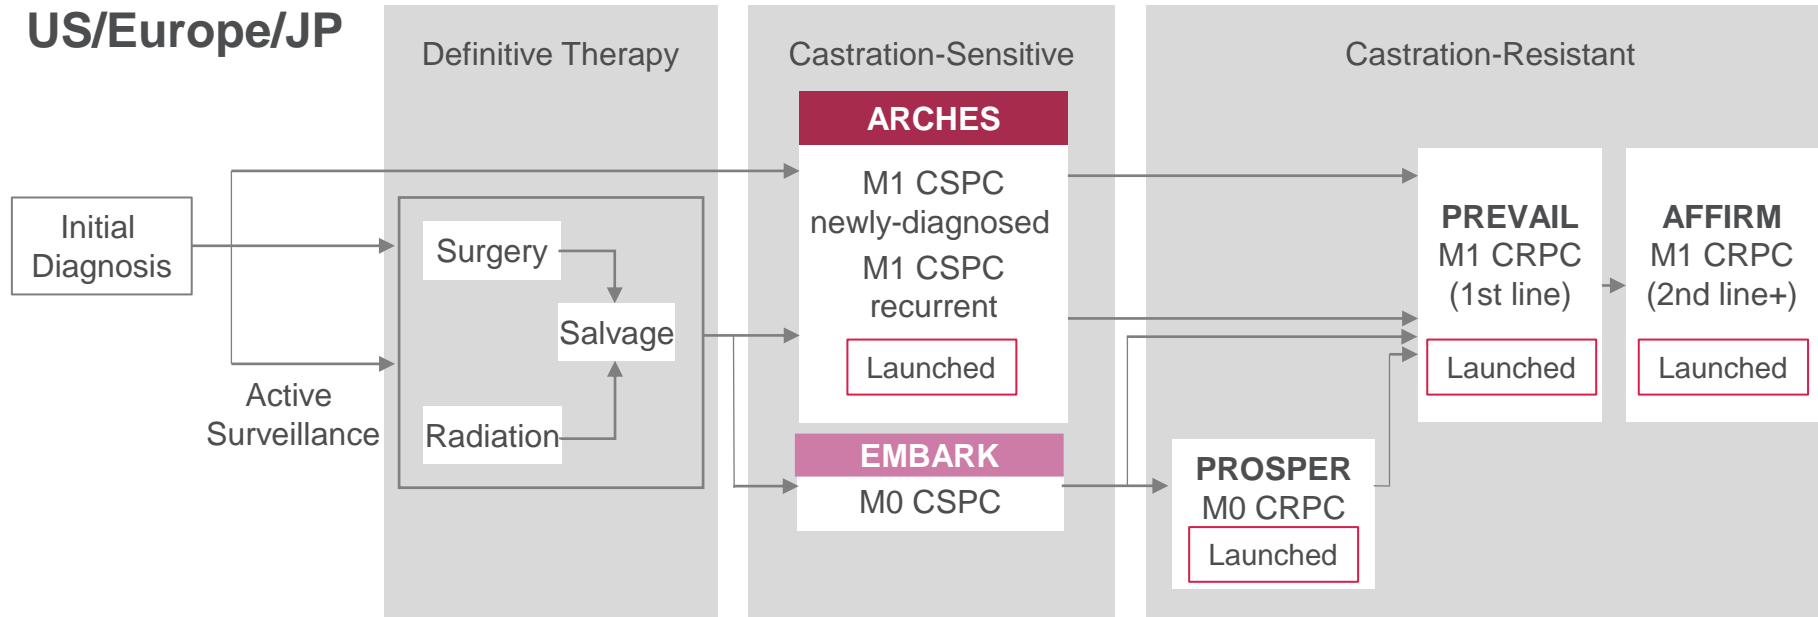 US/Europe/JP
Definitive Therapy
Castration-Sensitive
Castration-Resistant
Initial
Diagnosis
Active
Surveillance
Surgery
Salvage
Radiation
ARCHES
M1 CSPC
newly-diagnosed
M1 CSPC
recurrent
Launched
EMBARK
M0 CSPC
PROSPER
M0 CRPC
Launched
PREVAIL
M1 CRPC
(1st line)
Launched
AFFIRM
M1 CRPC
(2nd line+)
Launched